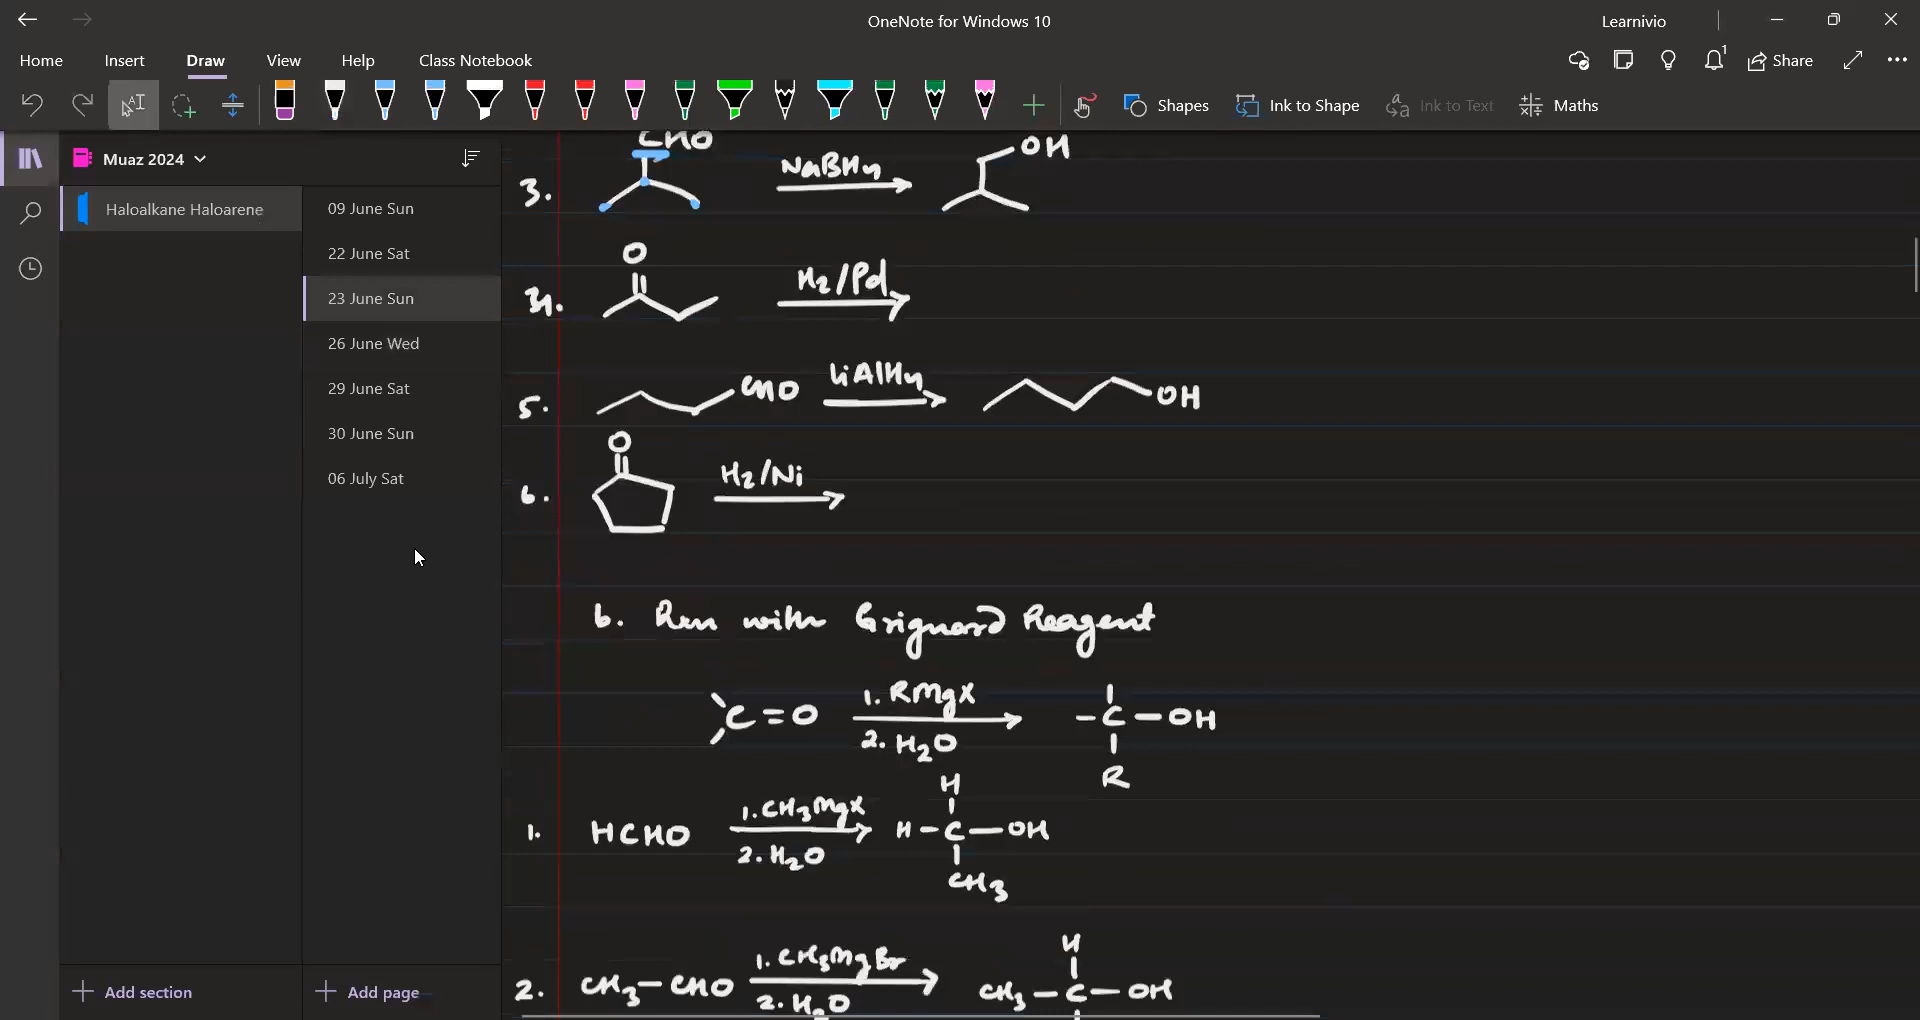 OneNote for Windows 10
Learnivio
Home Insert Draw View Help Class Notebook
Share
Shapes Ink to Shape Ink to Text Maths
Muaz 2024
Haloalkane Haloarene
09 June Sun
22 June Sat
23 June Sun
26 June Wed
29 June Sat
30 June Sun
06 July Sat
Add section
Add page
CHO
3. NaBH4 OH
O
4. H2/Pd
5. CHO LiAlH4 OH
O
6. H2/Ni
b. Rxn with Grignard Reagent
1. RMgX
C=O -C-OH
2. H2O
R
H
1. CH3MgX
1. HCHO H-C-OH
2. H2O
CH3
H
1. CH3MgBr
2. CH3-CHO CH3-C-OH
2. H2O